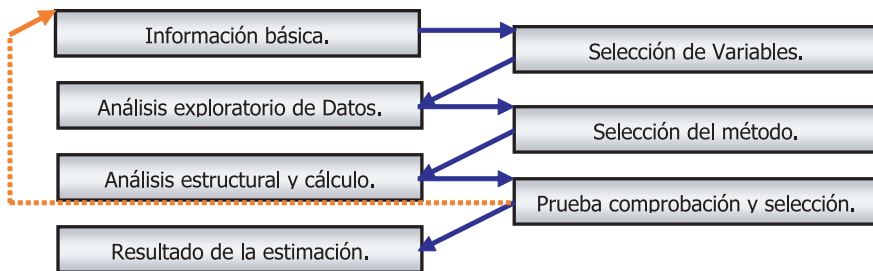 Información básica.
Selección de Variables.
Análisis exploratorio de Datos.
Selección del método.
Análisis estructural y cálculo.
Prueba comprobación y selección.
Resultado de la estimación.